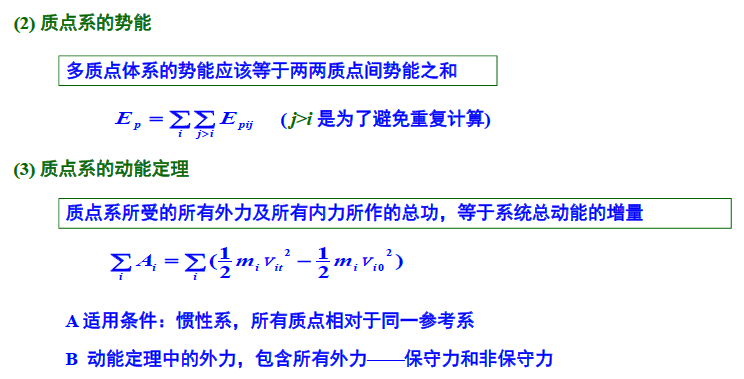 (2) 质点系的势能
多质点体系的势能应该等于两两质点间势能之和
E_p = ∑_i ∑_{j>i} E_{pij} (j>i 是为了避免重复计算)
(3) 质点系的动能定理
质点系所受的所有外力及所有内力所作的总功，等于系统总动能的增量
∑_i A_i = ∑_i (1/2 m_i v_{it}^2 − 1/2 m_i v_{i0}^2)
A 适用条件：惯性系，所有质点相对于同一参考系
B 动能定理中的外力，包含所有外力——保守力和非保守力